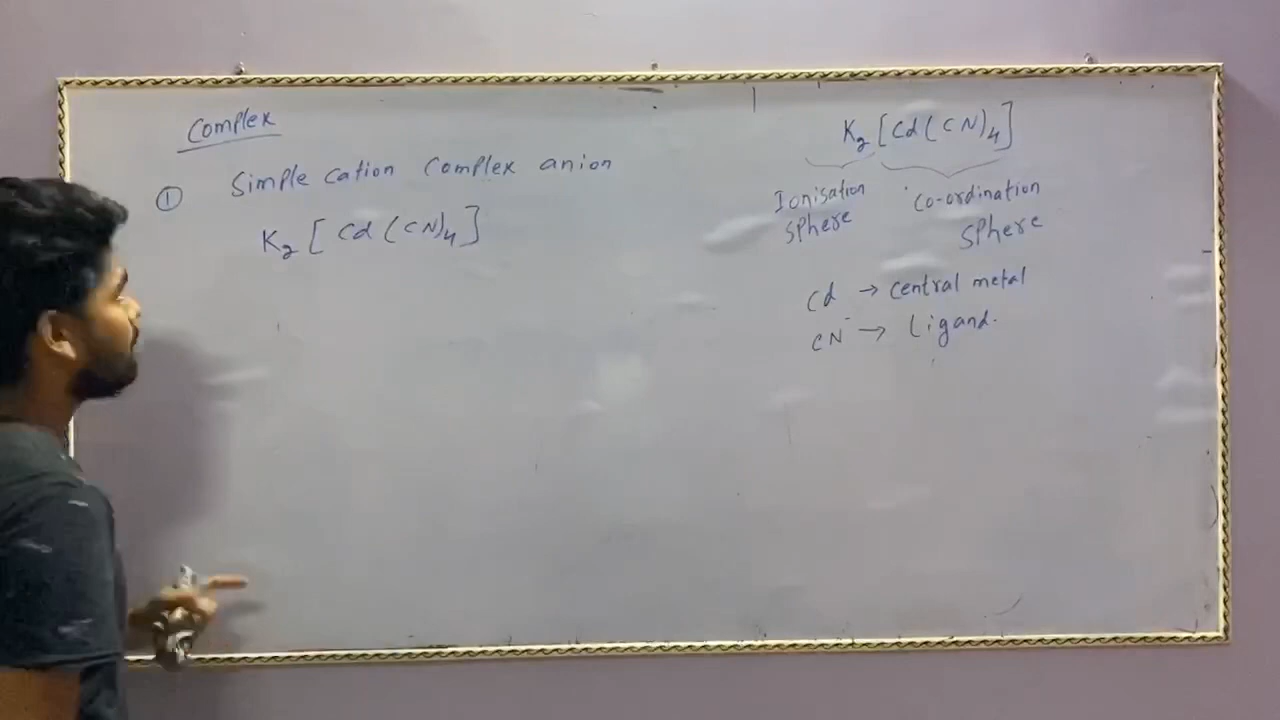 Complex
① Simple cation complex anion
K₂[Cd(CN)₄]
K₂[Cd(CN)₄]
Ionisation sphere
Co-ordination sphere
Cd → central metal
CN⁻ → Ligand.